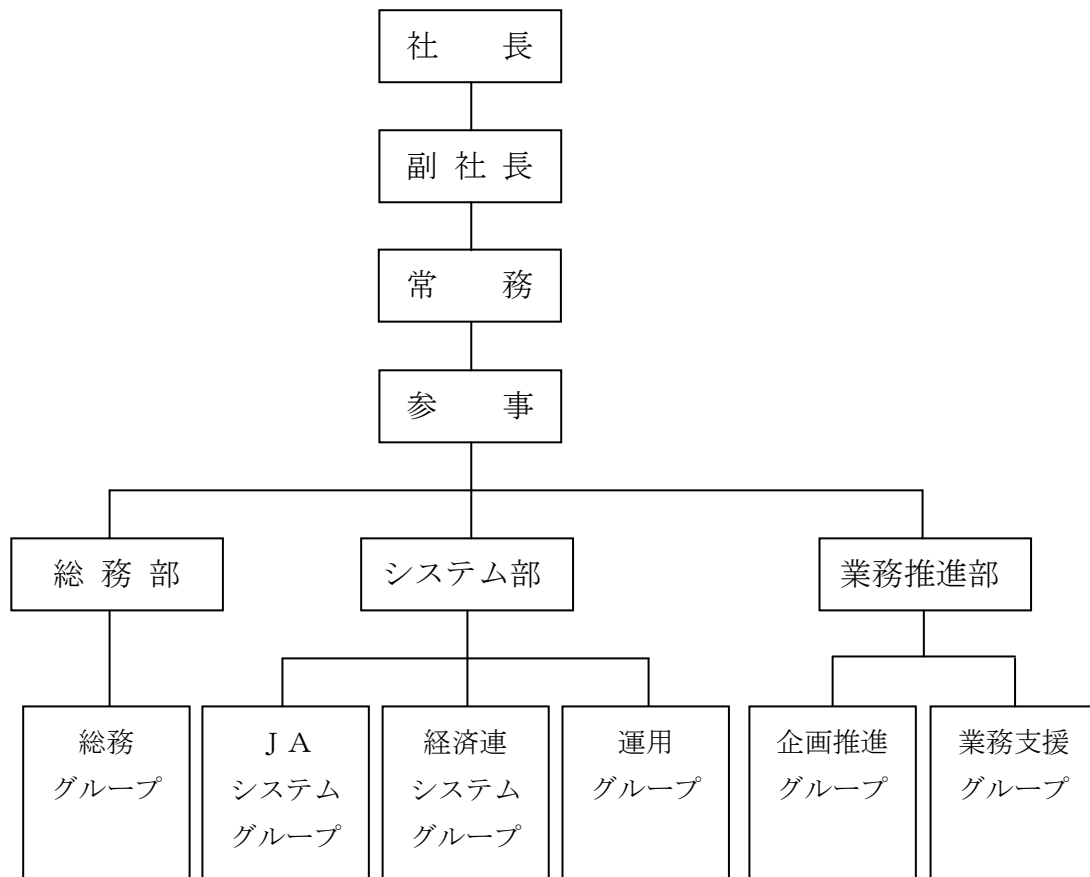 社長
副社長
常務
参事
総務部
システム部
業務推進部
総務
グループ
ＪＡ
システム
グループ
経済連
システム
グループ
運用
グループ
企画推進
グループ
業務支援
グループ